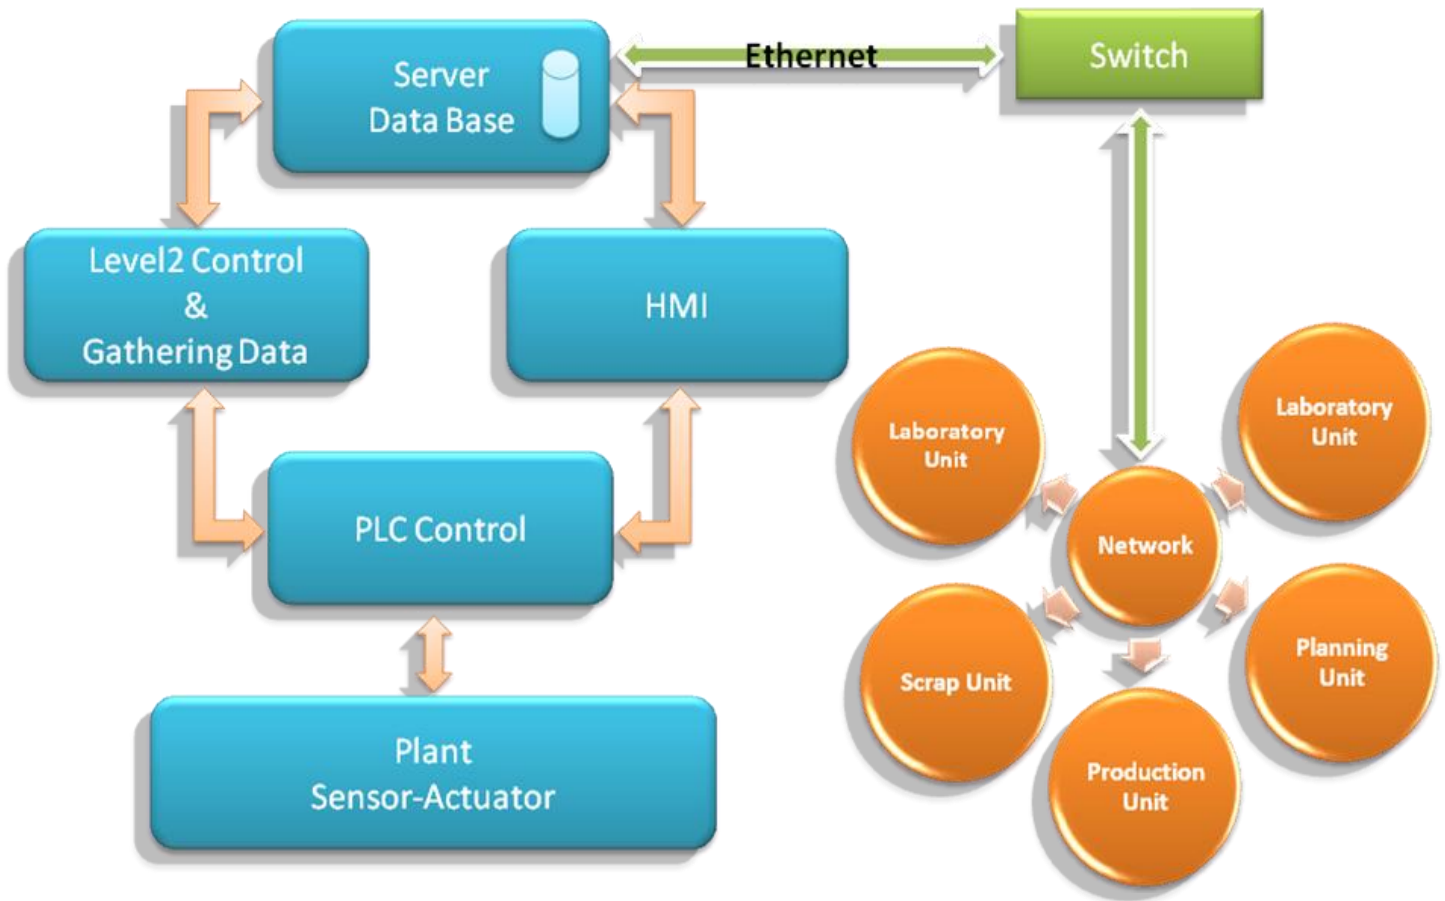 Server
Data Base
Ethernet
Switch
Level2 Control
&
Gathering Data
HMI
PLC Control
Plant
Sensor-Actuator
Laboratory
Unit
Laboratory
Unit
Network
Scrap Unit
Planning
Unit
Production
Unit